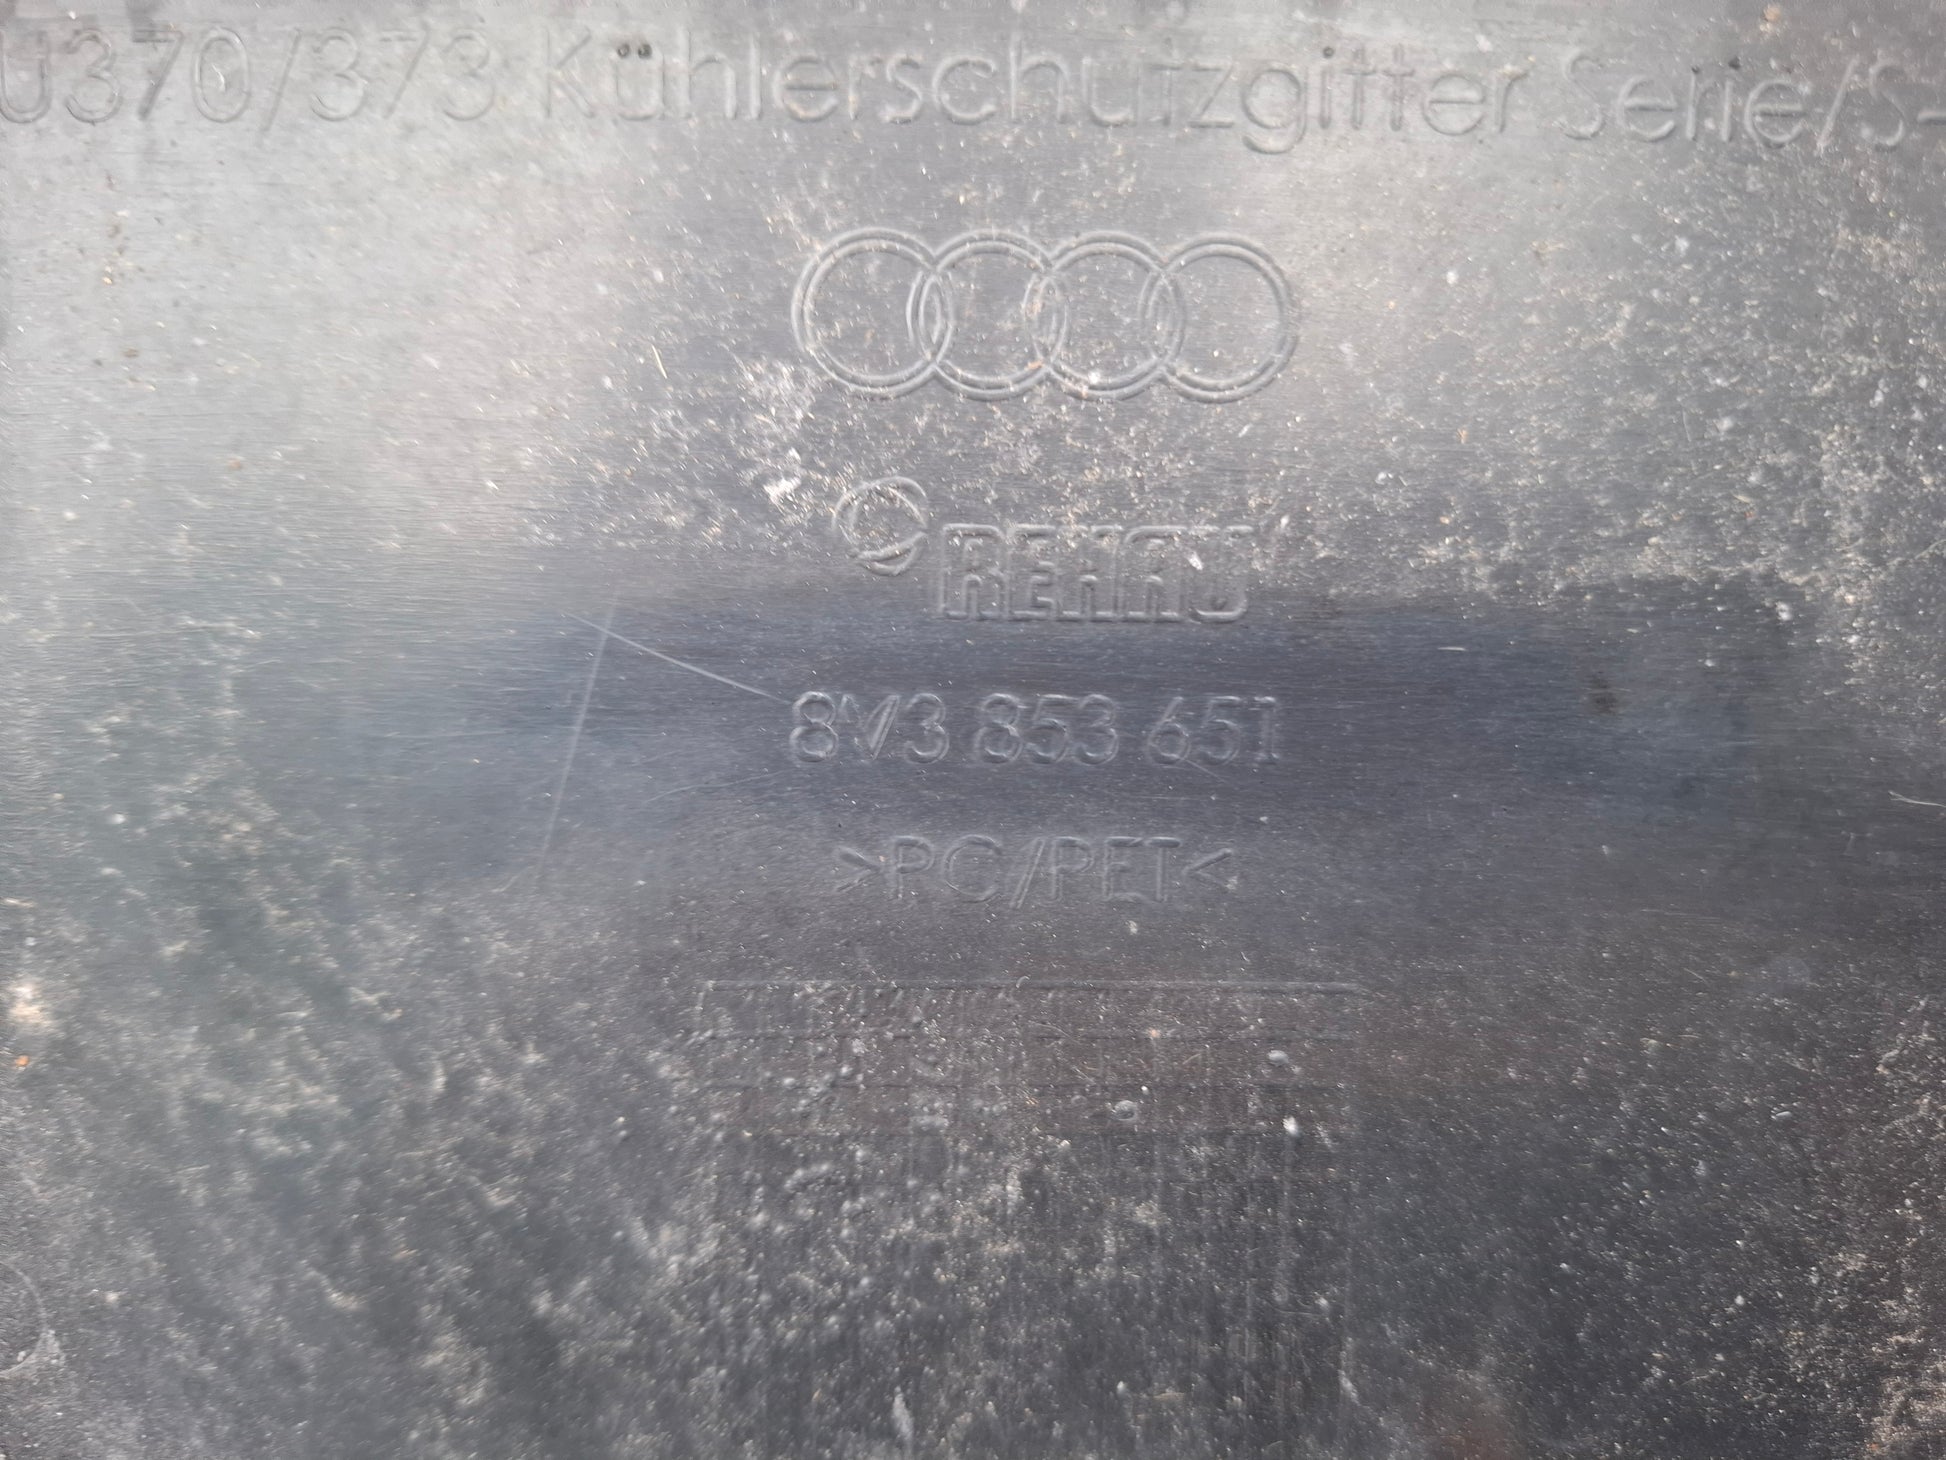 U370/373 Kühlerschutzgitter Serie/S-
REHAU
8V3 853 651
>PC/PET<